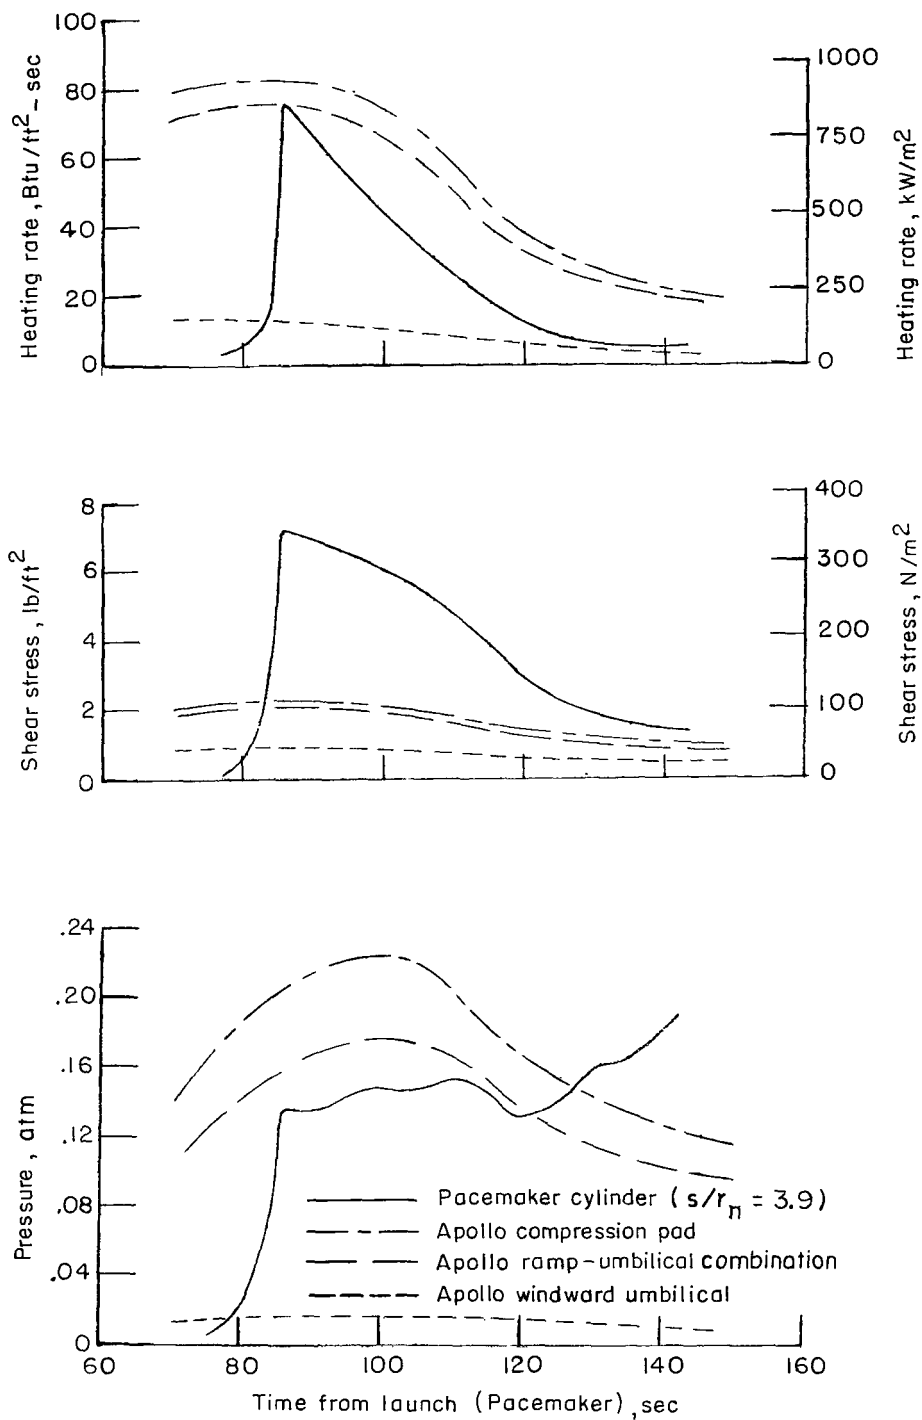 100
80
60
40
20
0
Heating rate, Btu/ft² - sec
1000
750
500
250
0
Heating rate, kW/m²
8
6
4
2
0
Shear stress, lb/ft²
400
300
200
100
0
Shear stress, N/m²
.24
.20
.16
.12
.08
.04
0
Pressure, atm
Pacemaker cylinder (s/rₙ = 3.9)
Apollo compression pad
Apollo ramp-umbilical combination
Apollo windward umbilical
60 80 100 120 140 160
Time from launch (Pacemaker), sec